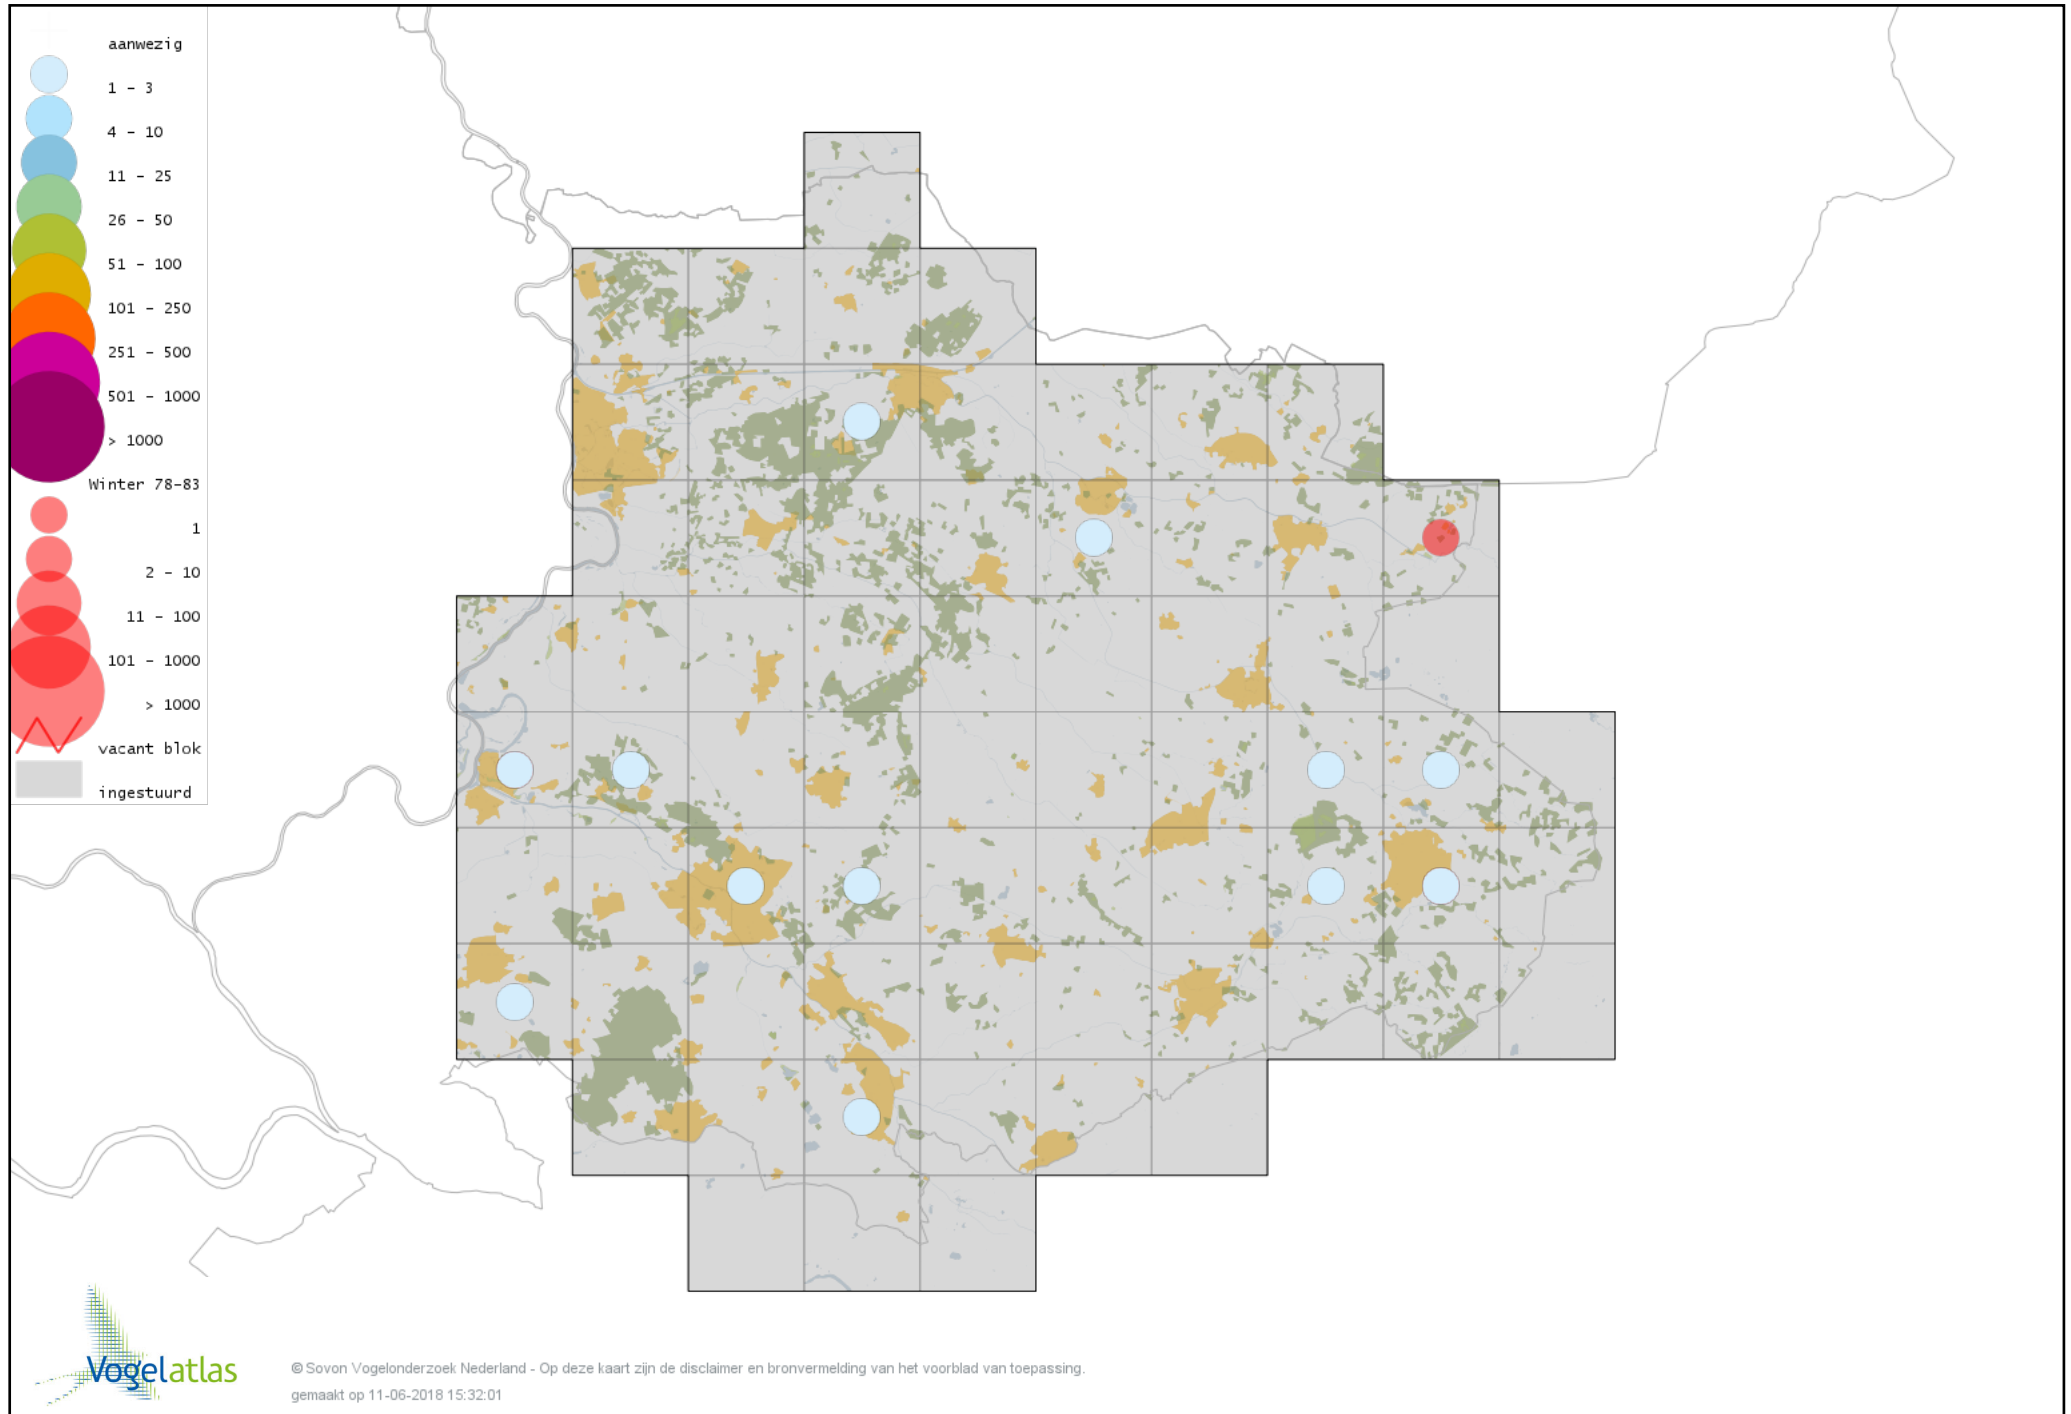 aanwezig
1 - 3
4 - 10
11 - 25
26 - 50
51 - 100
101 - 250
251 - 500
501 - 1000
> 1000
Winter 78-83
1
2 - 10
11 - 100
101 - 1000
> 1000
vacant blok
ingestuurd
Vogelatlas
© Sovon Vogelonderzoek Nederland - Op deze kaart zijn de disclaimer en bronvermelding van het voorblad van toepassing.
gemaakt op 11-06-2018 15:32:01